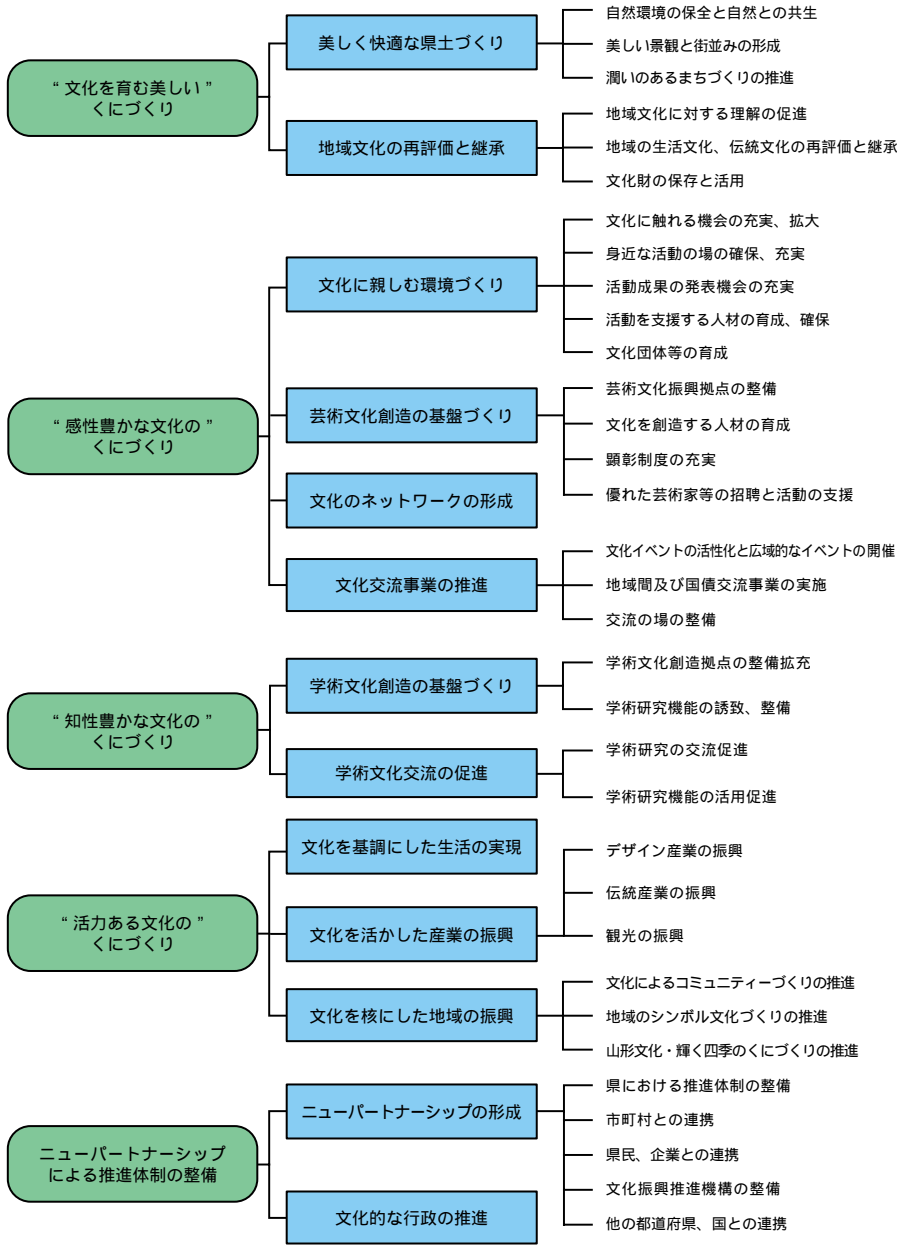 “ 文化を育む美しい ”
くにづくり
美しく快適な県土づくり
自然環境の保全と自然との共生
美しい景観と街並みの形成
潤いのあるまちづくりの推進
地域文化の再評価と継承
地域文化に対する理解の促進
地域の生活文化、伝統文化の再評価と継承
文化財の保存と活用
“ 感性豊かな文化の ”
くにづくり
文化に親しむ環境づくり
文化に触れる機会の充実、拡大
身近な活動の場の確保、充実
活動成果の発表機会の充実
活動を支援する人材の育成、確保
文化団体等の育成
芸術文化創造の基盤づくり
芸術文化振興拠点の整備
文化を創造する人材の育成
顕彰制度の充実
優れた芸術家等の招聘と活動の支援
文化のネットワークの形成
文化交流事業の推進
文化イベントの活性化と広域的なイベントの開催
地域間及び国債交流事業の実施
交流の場の整備
“ 知性豊かな文化の ”
くにづくり
学術文化創造の基盤づくり
学術文化創造拠点の整備拡充
学術研究機能の誘致、整備
学術文化交流の促進
学術研究の交流促進
学術研究機能の活用促進
“ 活力ある文化の ”
くにづくり
文化を基調にした生活の実現
文化を活かした産業の振興
デザイン産業の振興
伝統産業の振興
観光の振興
文化を核にした地域の振興
文化によるコミュニティーづくりの推進
地域のシンボル文化づくりの推進
山形文化・輝く四季のくにづくりの推進
ニューパートナーシップ
による推進体制の整備
ニューパートナーシップの形成
県における推進体制の整備
市町村との連携
県民、企業との連携
文化振興推進機構の整備
他の都道府県、国との連携
文化的な行政の推進